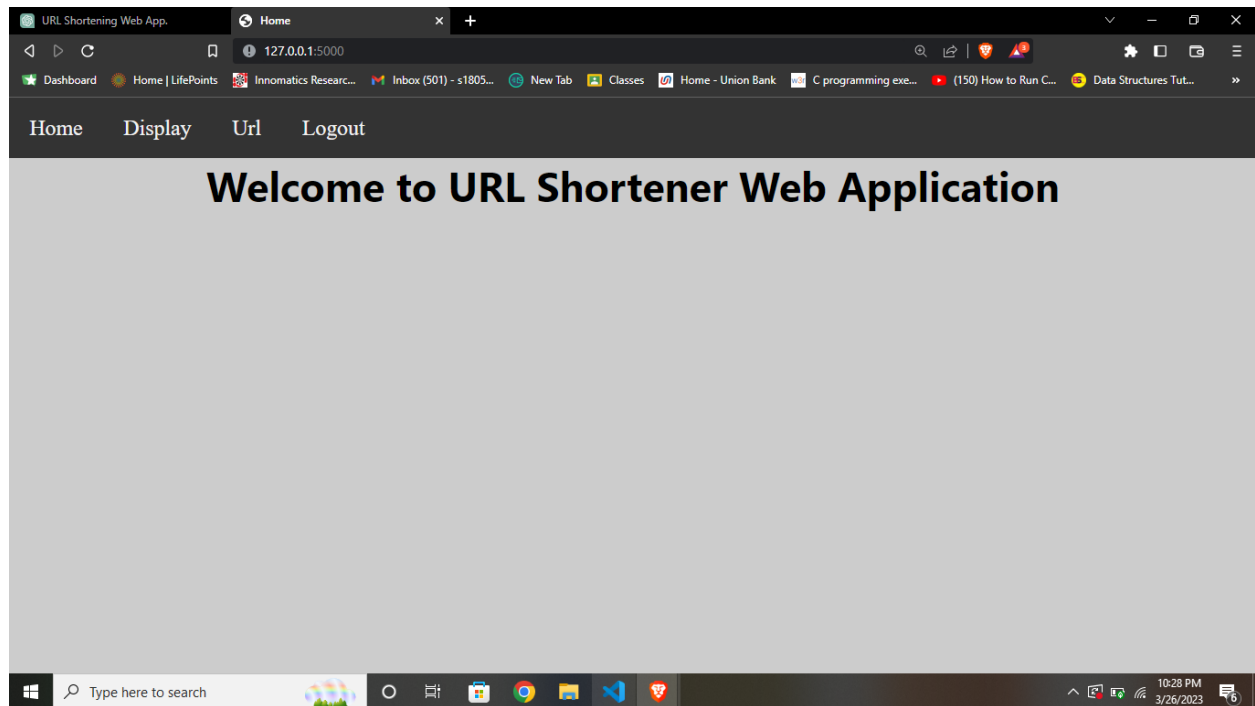 URL Shortening Web App.
Home
127.0.0.1:5000
Dashboard Home | LifePoints Innomatics Researc... Inbox (501) - s1805... New Tab Classes Home - Union Bank C programming exe... (150) How to Run C... Data Structures Tut... »
Home Display Url Logout
Welcome to URL Shortener Web Application
Type here to search
10:28 PM
3/26/2023
6